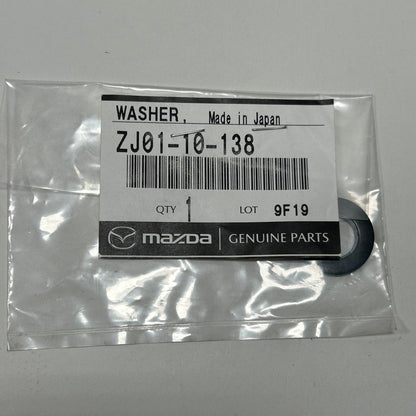 WASHER, Made in Japan
ZJ01-10-138
QTY 1 LOT 9F19
mazda GENUINE PARTS